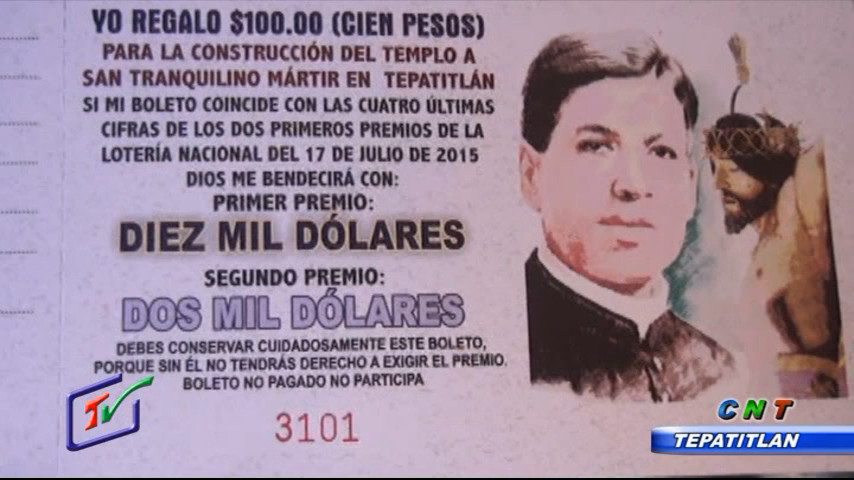 YO REGALO $100.00 (CIEN PESOS)
PARA LA CONSTRUCCIÓN DEL TEMPLO A
SAN TRANQUILINO MÁRTIR EN TEPATITLÁN
SI MI BOLETO COINCIDE CON LAS CUATRO ÚLTIMAS
CIFRAS DE LOS DOS PRIMEROS PREMIOS DE LA
LOTERÍA NACIONAL DEL 17 DE JULIO DE 2015
DIOS ME BENDECIRÁ CON:
PRIMER PREMIO:
DIEZ MIL DÓLARES
SEGUNDO PREMIO:
DOS MIL DÓLARES
DEBES CONSERVAR CUIDADOSAMENTE ESTE BOLETO,
PORQUE SIN ÉL NO TENDRÁS DERECHO A EXIGIR EL PREMIO.
BOLETO NO PAGADO NO PARTICIPA
3101
TV
CNT
TEPATITLAN